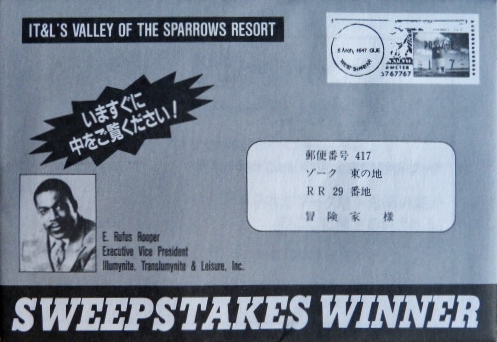 IT&L'S VALLEY OF THE SPARROWS RESORT
いますぐに
中をご覧ください!
郵便番号 417
ゾーク 東の地
RR 29 番地
冒険家 様
E. Rufus Rooper
Executive Vice President
Illumynite, Translumynite & Leisure, Inc.
SWEEPSTAKES WINNER